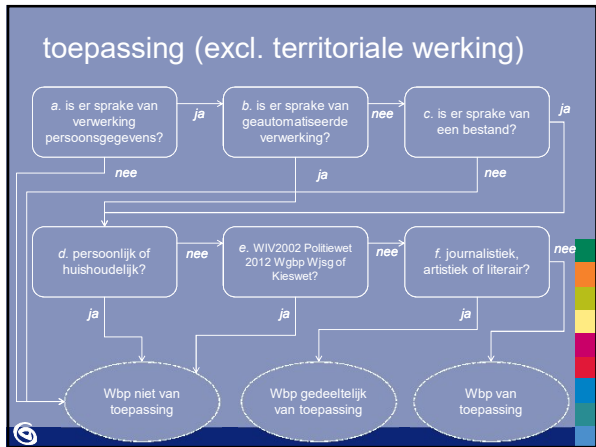 toepassing (excl. territoriale werking)
a. is er sprake van
verwerking
persoonsgegevens?
ja
b. is er sprake van
geautomatiseerde
verwerking?
nee
c. is er sprake van
een bestand?
ja
nee
ja
nee
d. persoonlijk of
huishoudelijk?
nee
e. WIV2002 Politiewet
2012 Wgbp Wjsg of
Kieswet?
nee
f. journalistiek,
artistiek of literair?
nee
ja
ja
ja
Wbp niet van
toepassing
Wbp gedeeltelijk
van toepassing
Wbp van
toepassing